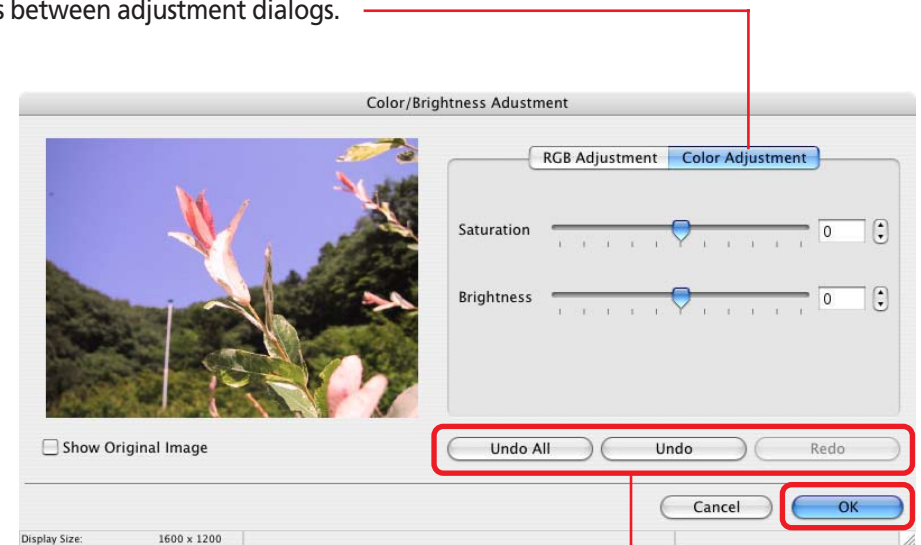 s between adjustment dialogs.
Color/Brightness Adustment
RGB Adjustment Color Adjustment
Saturation 0
Brightness 0
Show Original Image
Undo All Undo Redo
Cancel OK
Display Size: 1600 x 1200